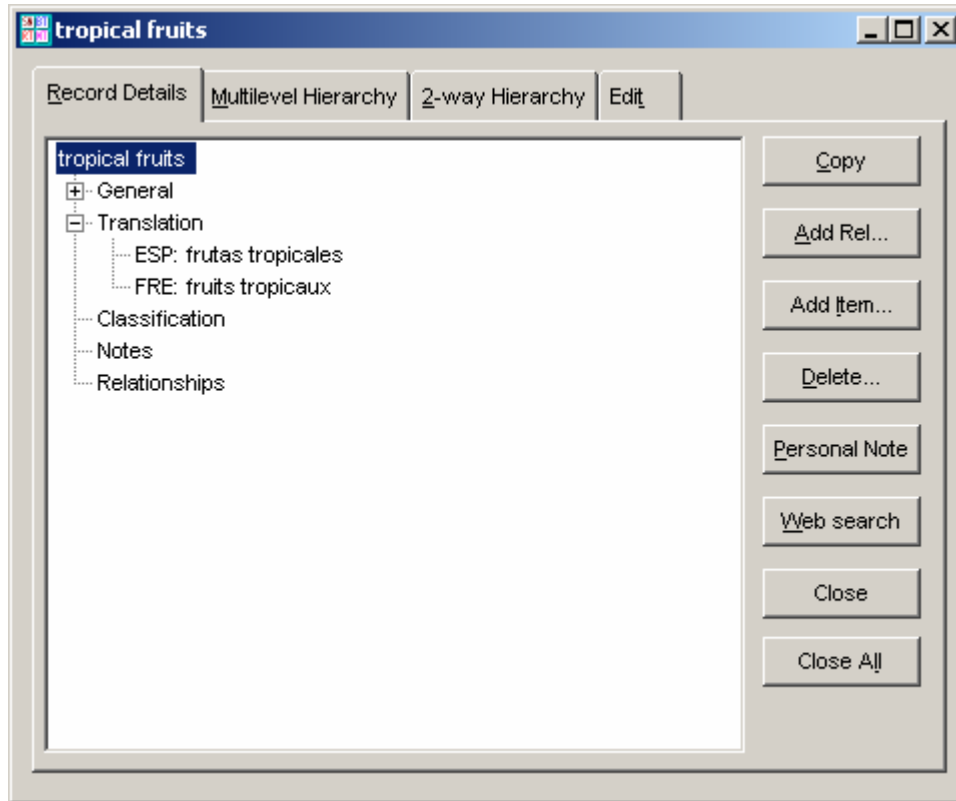 tropical fruits
Record Details Multilevel Hierarchy 2-way Hierarchy Edit
tropical fruits
General
Translation
ESP: frutas tropicales
FRE: fruits tropicaux
Classification
Notes
Relationships
Copy
Add Rel...
Add Item...
Delete...
Personal Note
Web search
Close
Close All